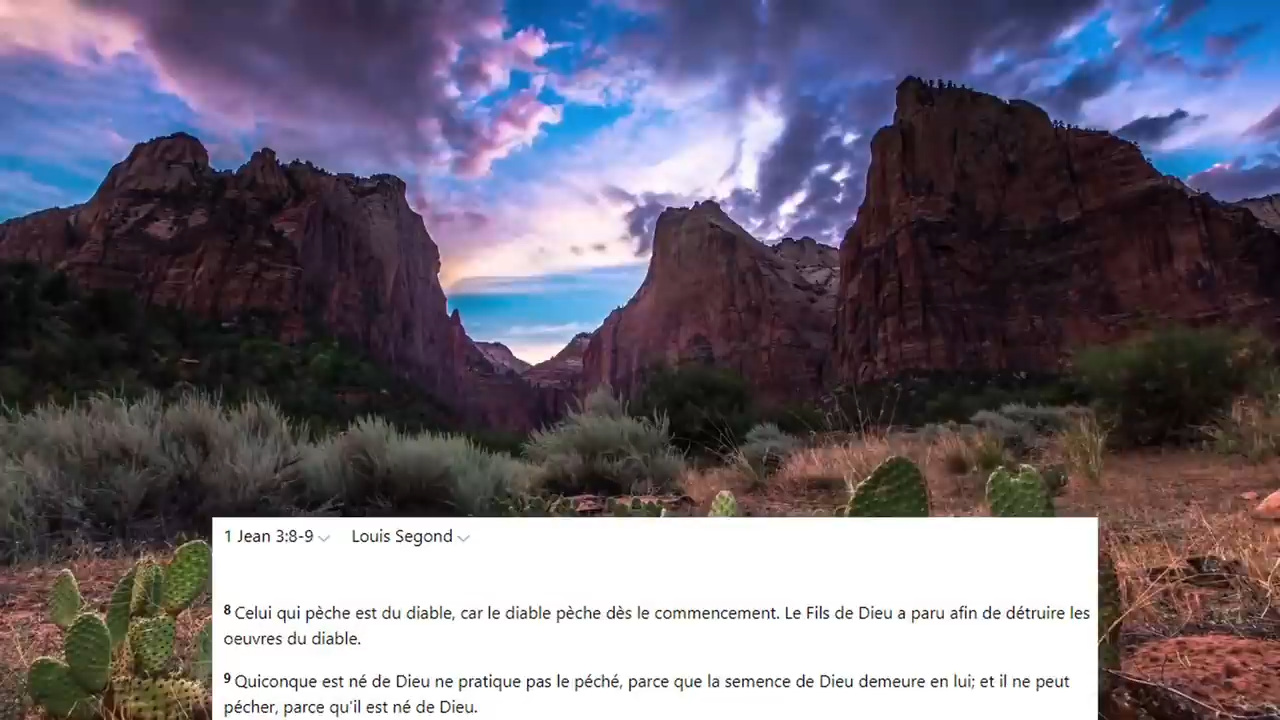 1 Jean 3:8-9 Louis Segond
8 Celui qui pèche est du diable, car le diable pèche dès le commencement. Le Fils de Dieu a paru afin de détruire les
oeuvres du diable.
9 Quiconque est né de Dieu ne pratique pas le péché, parce que la semence de Dieu demeure en lui; et il ne peut
pécher, parce qu'il est né de Dieu.